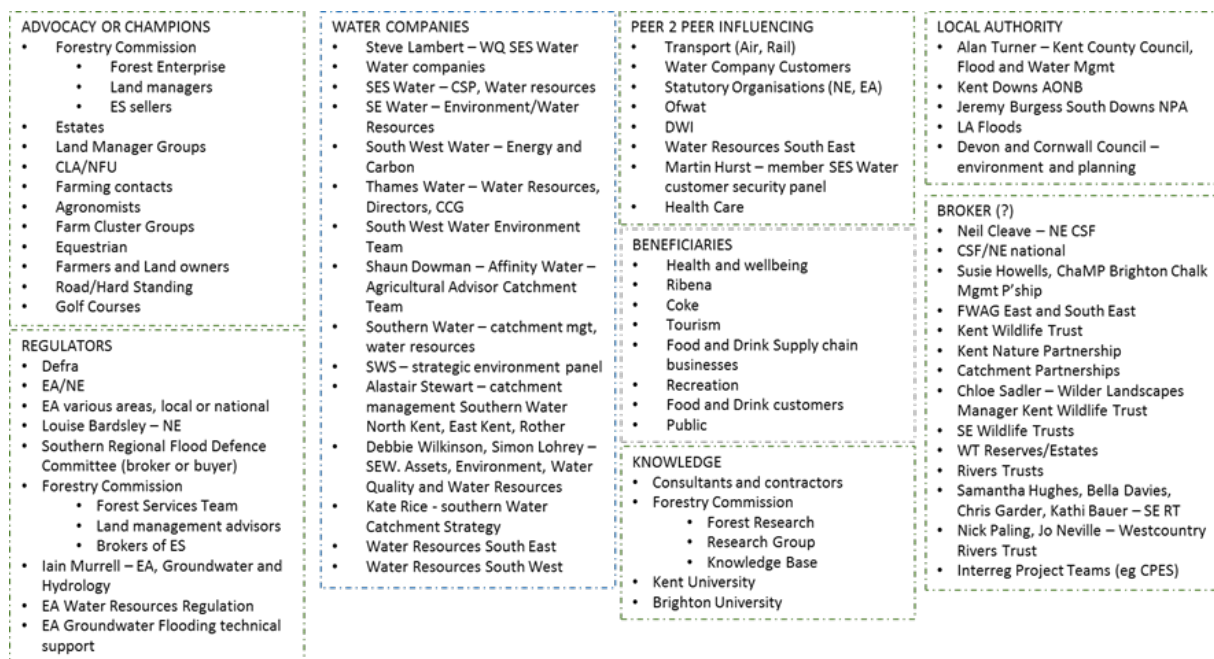 ADVOCACY OR CHAMPIONS
• Forestry Commission
• Forest Enterprise
• Land managers
• ES sellers
• Estates
• Land Manager Groups
• CLA/NFU
• Farming contacts
• Agronomists
• Farm Cluster Groups
• Equestrian
• Farmers and Land owners
• Road/Hard Standing
• Golf Courses
REGULATORS
• Defra
• EA/NE
• EA various areas, local or national
• Louise Bardsley – NE
• Southern Regional Flood Defence
Committee (broker or buyer)
• Forestry Commission
• Forest Services Team
• Land management advisors
• Brokers of ES
• Iain Murrell – EA, Groundwater and
Hydrology
• EA Water Resources Regulation
• EA Groundwater Flooding technical
support
WATER COMPANIES
• Steve Lambert – WQ SES Water
• Water companies
• SES Water – CSP, Water resources
• SE Water – Environment/Water
Resources
• South West Water – Energy and
Carbon
• Thames Water – Water Resources,
Directors, CCG
• South West Water Environment
Team
• Shaun Dowman – Affinity Water –
Agricultural Advisor Catchment
Team
• Southern Water – catchment mgt,
water resources
• SWS – strategic environment panel
• Alastair Stewart – catchment
management Southern Water
North Kent, East Kent, Rother
• Debbie Wilkinson, Simon Lohrey –
SEW. Assets, Environment, Water
Quality and Water Resources
• Kate Rice - southern Water
Catchment Strategy
• Water Resources South East
• Water Resources South West
PEER 2 PEER INFLUENCING
• Transport (Air, Rail)
• Water Company Customers
• Statutory Organisations (NE, EA)
• Ofwat
• DWI
• Water Resources South East
• Martin Hurst – member SES Water
customer security panel
• Health Care
BENEFICIARIES
• Health and wellbeing
• Ribena
• Coke
• Tourism
• Food and Drink Supply chain
businesses
• Recreation
• Food and Drink customers
• Public
KNOWLEDGE
• Consultants and contractors
• Forestry Commission
• Forest Research
• Research Group
• Knowledge Base
• Kent University
• Brighton University
LOCAL AUTHORITY
• Alan Turner – Kent County Council,
Flood and Water Mgmt
• Kent Downs AONB
• Jeremy Burgess South Downs NPA
• LA Floods
• Devon and Cornwall Council –
environment and planning
BROKER (?)
• Neil Cleave – NE CSF
• CSF/NE national
• Susie Howells, ChaMP Brighton Chalk
Mgmt P'ship
• FWAG East and South East
• Kent Wildlife Trust
• Kent Nature Partnership
• Catchment Partnerships
• Chloe Sadler – Wilder Landscapes
Manager Kent Wildlife Trust
• SE Wildlife Trusts
• WT Reserves/Estates
• Rivers Trusts
• Samantha Hughes, Bella Davies,
Chris Garder, Kathi Bauer – SE RT
• Nick Paling, Jo Neville – Westcountry
Rivers Trust
• Interreg Project Teams (eg CPES)